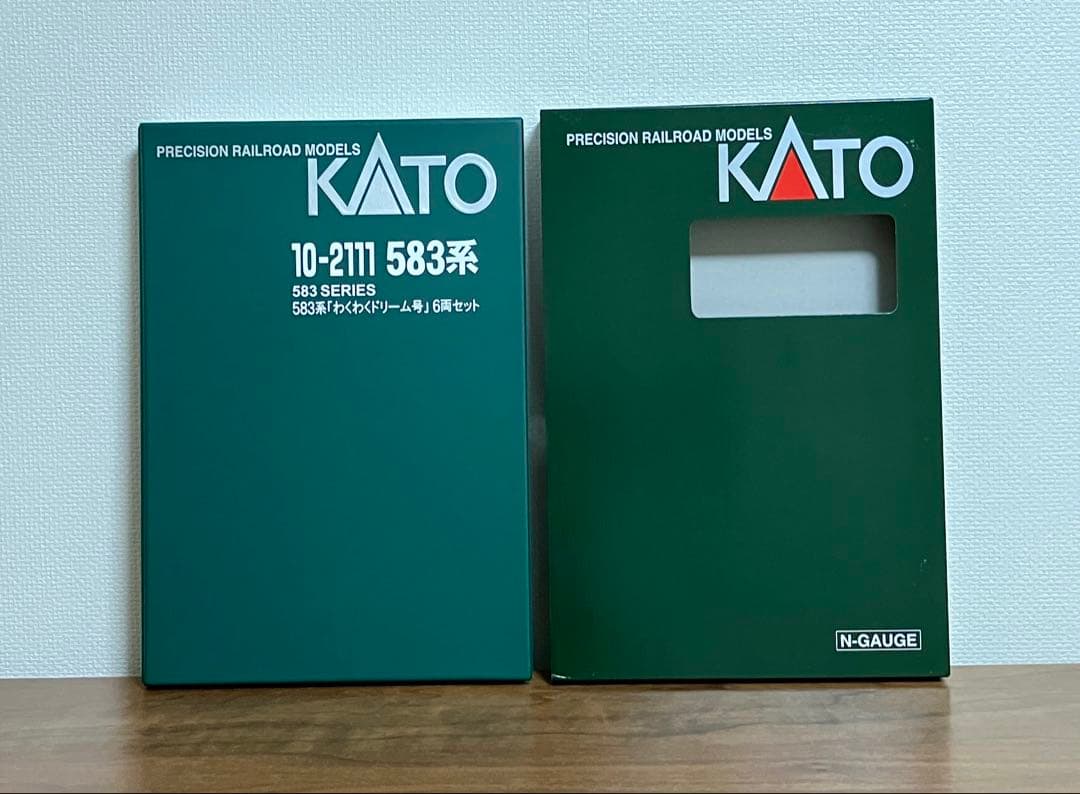 PRECISION RAILROAD MODELS
KATO
10-2111 583系
583 SERIES
583系「わくわくドリーム号」6両セット
PRECISION RAILROAD MODELS
KATO
N-GAUGE